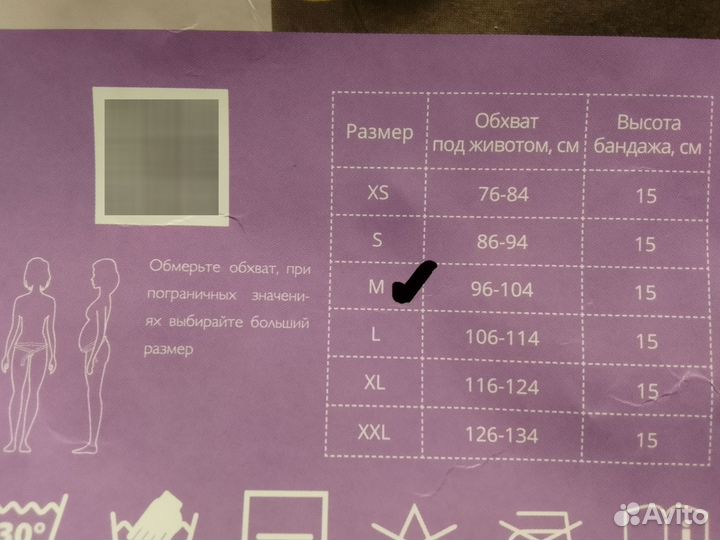 Размер
Обхват
под животом, см
Высота
бандажа, см
XS
76-84
15
S
86-94
15
M
96-104
15
L
106-114
15
XL
116-124
15
XXL
126-134
15
Обмерьте обхват, при
пограничных значени-
ях выбирайте больший
размер
30°
Avito